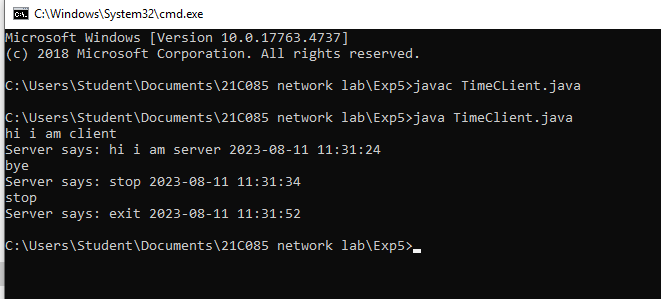 C:\Windows\System32\cmd.exe
Microsoft Windows [Version 10.0.17763.4737]
(c) 2018 Microsoft Corporation. All rights reserved.
C:\Users\Student\Documents\21C085 network lab\Exp5>javac TimeCLient.java
C:\Users\Student\Documents\21C085 network lab\Exp5>java TimeClient.java
hi i am client
Server says: hi i am server 2023-08-11 11:31:24
bye
Server says: stop 2023-08-11 11:31:34
stop
Server says: exit 2023-08-11 11:31:52
C:\Users\Student\Documents\21C085 network lab\Exp5>